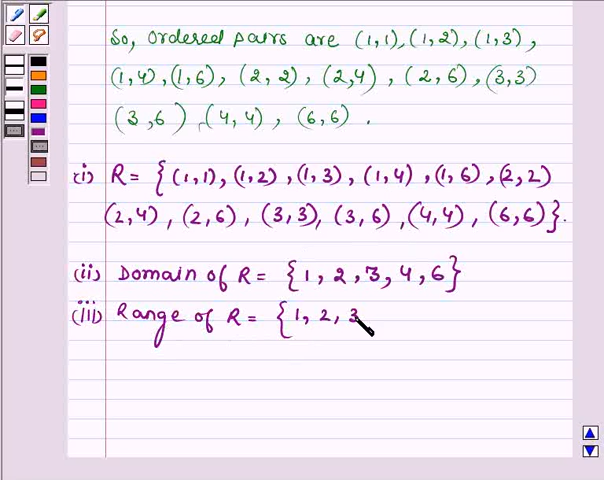 So, ordered pairs are (1,1), (1,2), (1,3),
(1,4), (1,6), (2,2), (2,4), (2,6), (3,3)
(3,6), (4,4), (6,6).
(i) R = {(1,1), (1,2), (1,3), (1,4), (1,6), (2,2)
(2,4), (2,6), (3,3), (3,6), (4,4), (6,6)}.
(ii) Domain of R = {1, 2, 3, 4, 6}
(iii) Range of R = {1, 2, 3